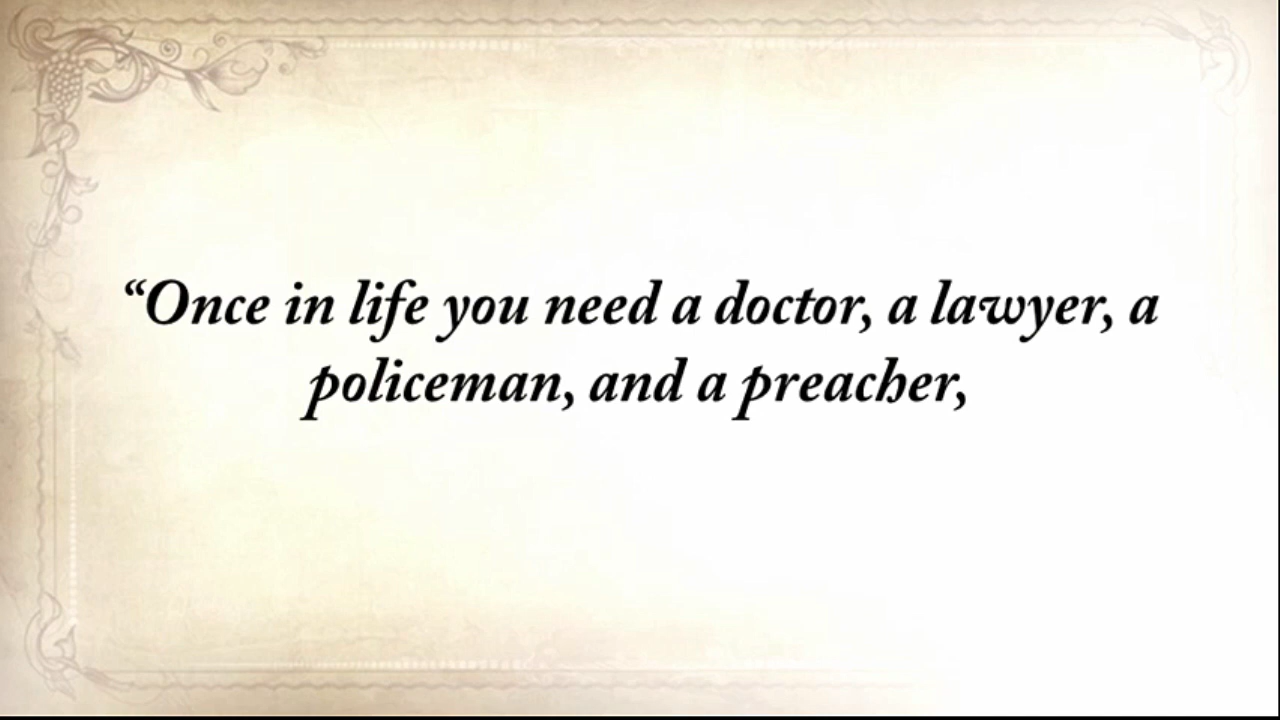 “Once in life you need a doctor, a lawyer, a
policeman, and a preacher,